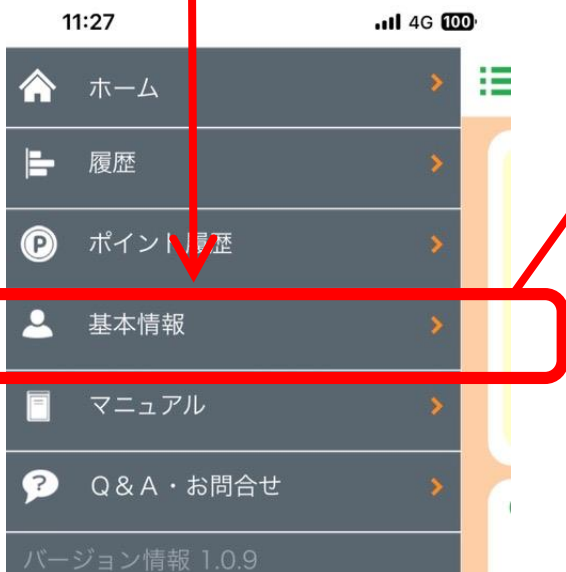 11:27 4G 100
ホーム
履歴
P ポイント履歴
基本情報
マニュアル
? Q&A・お問合せ
バージョン情報 1.0.9